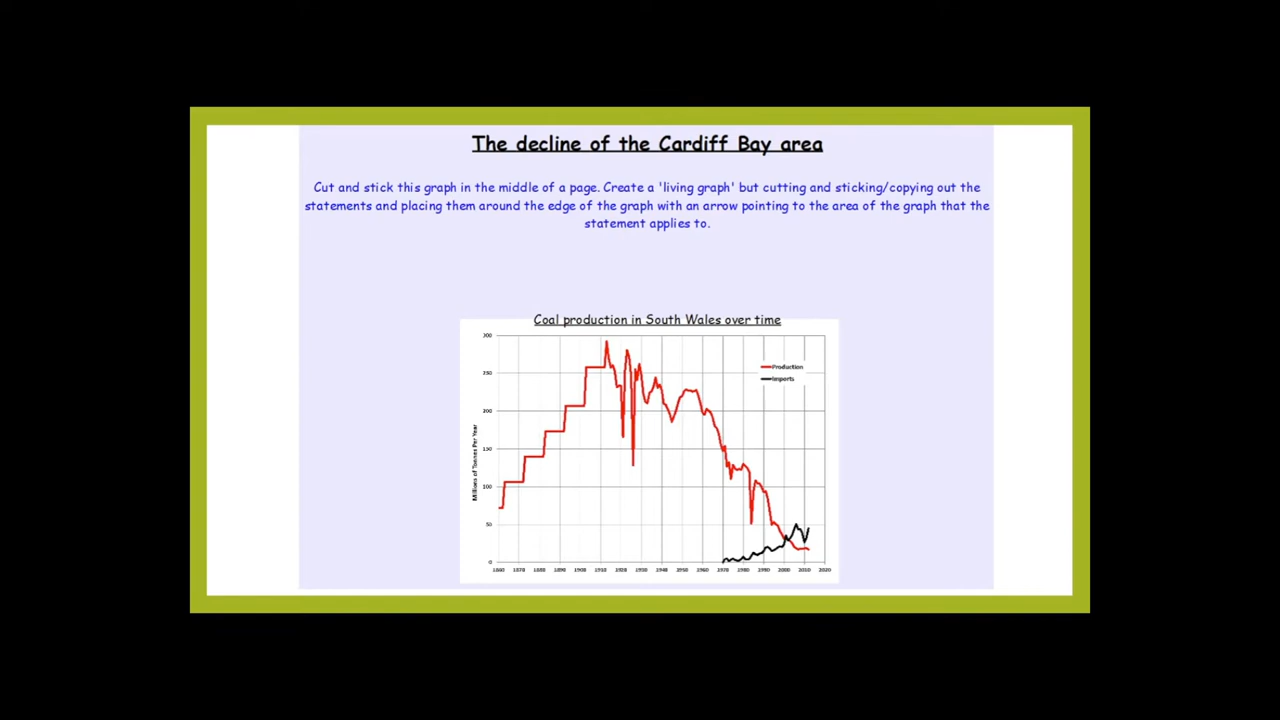 The decline of the Cardiff Bay area
Cut and stick this graph in the middle of a page. Create a 'living graph' but cutting and sticking/copying out the
statements and placing them around the edge of the graph with an arrow pointing to the area of the graph that the
statement applies to.
Coal production in South Wales over time
300
Production
Imports
250
200
150
100
50
0
Millions of Tonnes Per Year
1860 1870 1880 1890 1900 1910 1920 1930 1940 1950 1960 1970 1980 1990 2000 2010 2020